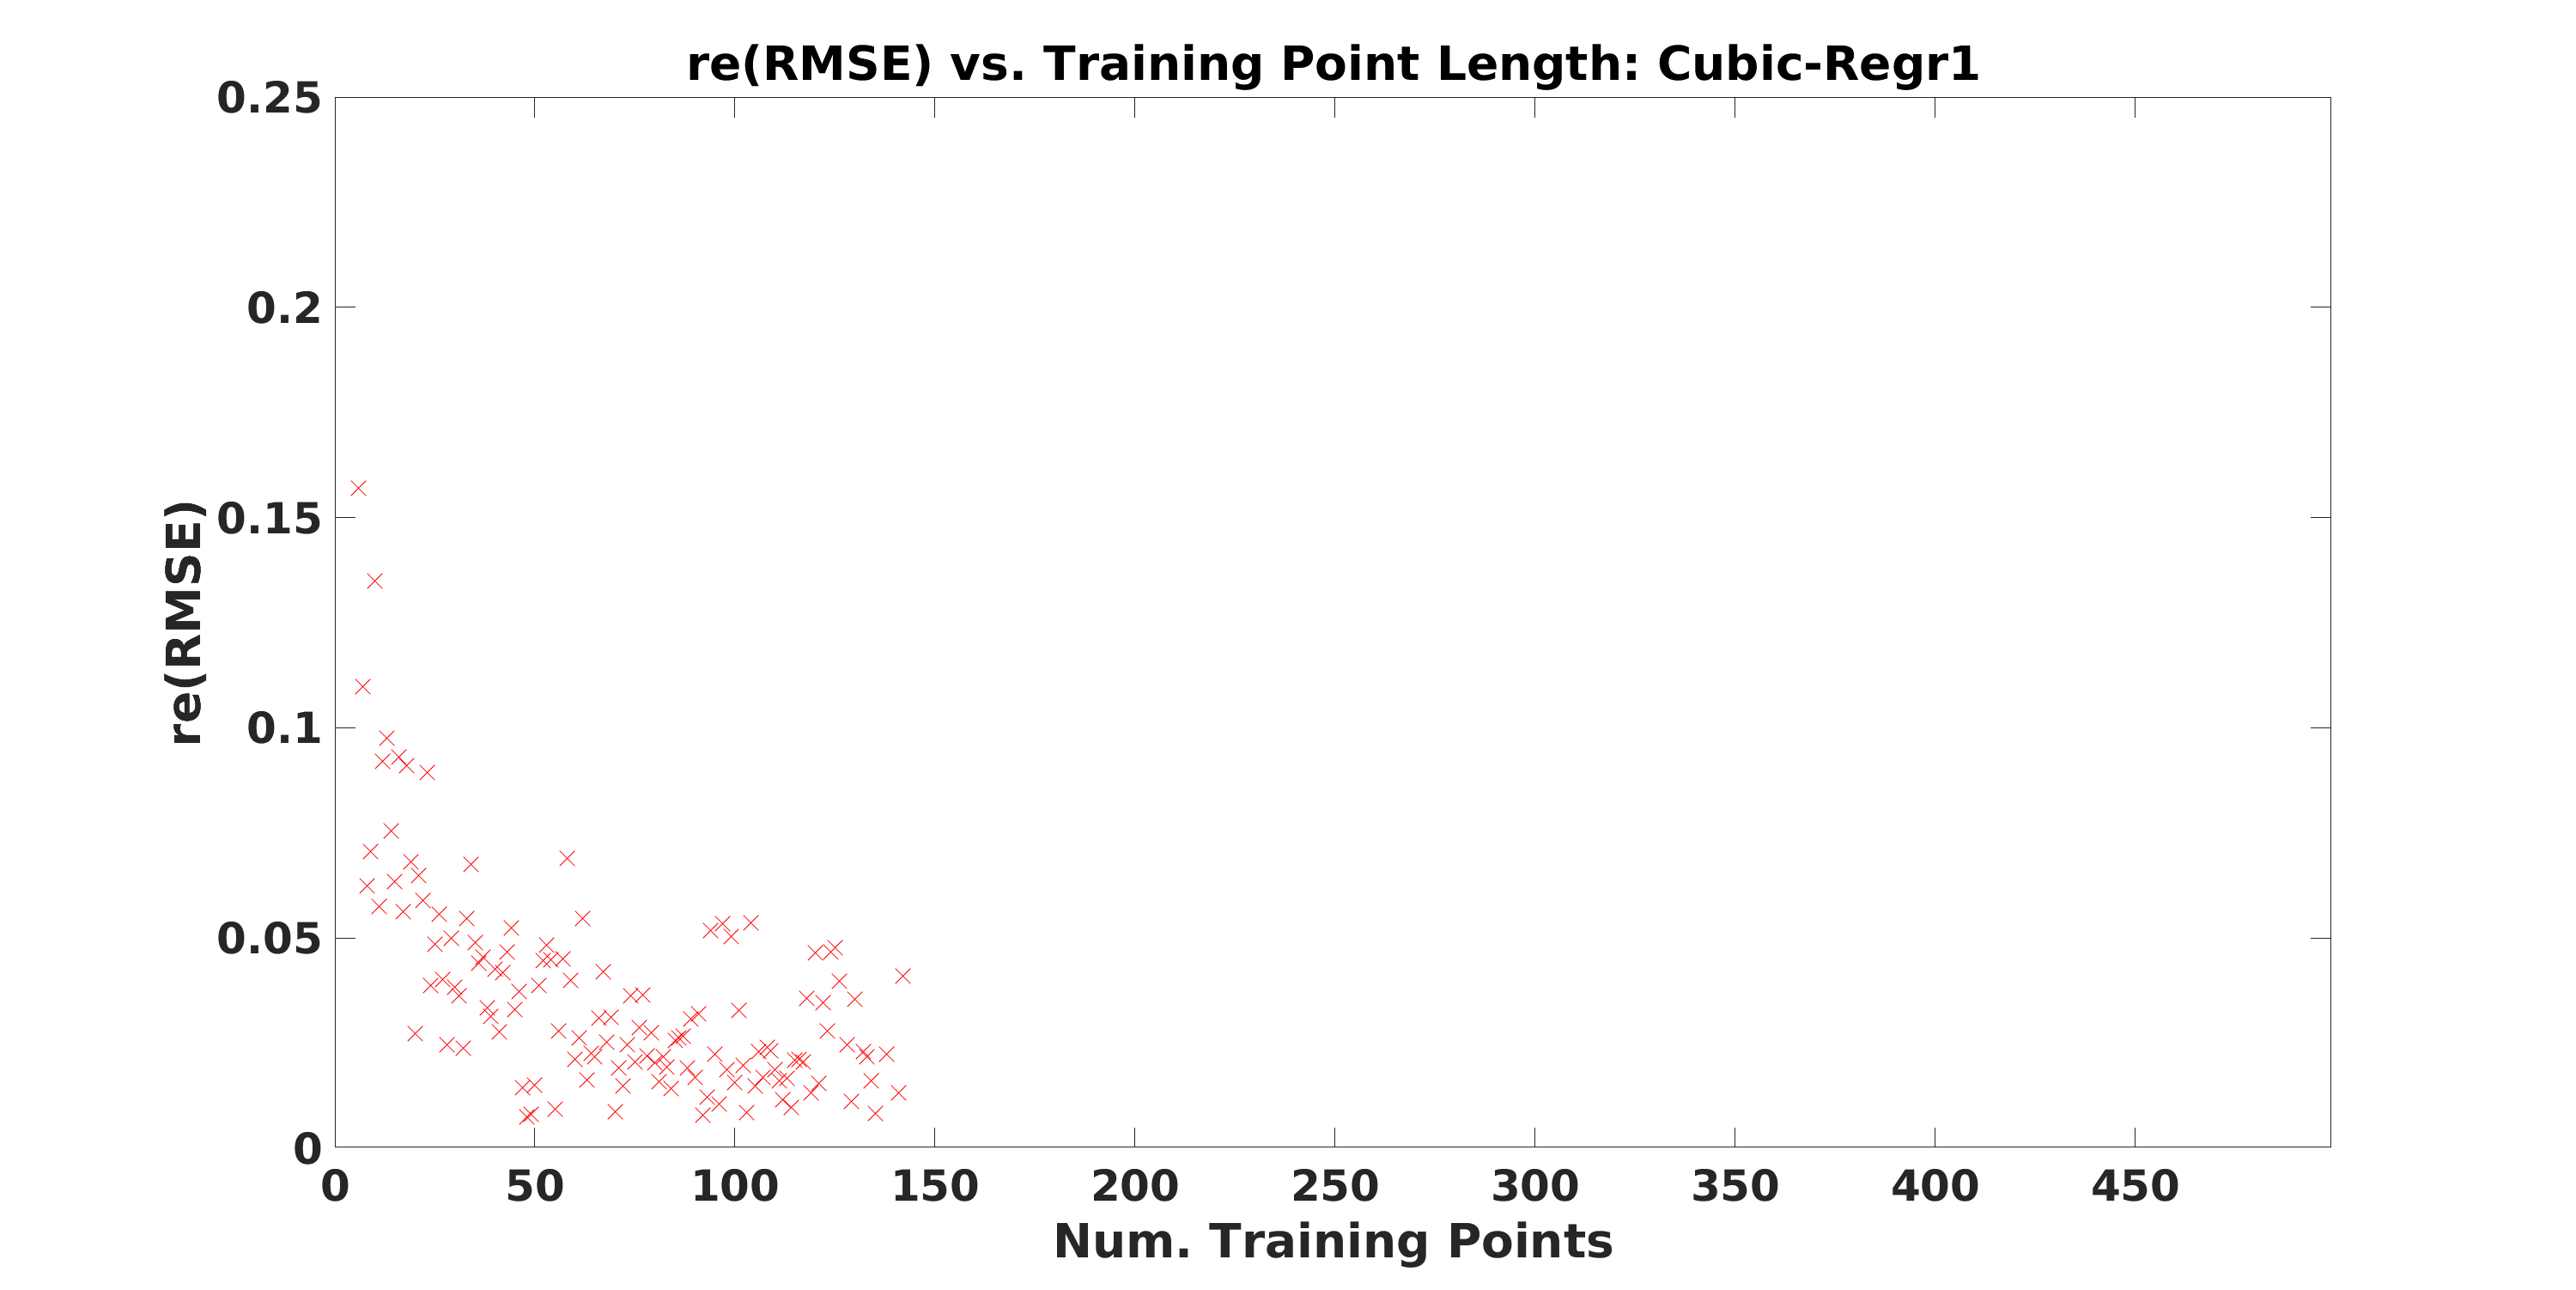 re(RMSE) vs. Training Point Length: Cubic-Regr1
0.25
0.2
0.15
0.1
0.05
0
re(RMSE)
0 50 100 150 200 250 300 350 400 450
Num. Training Points